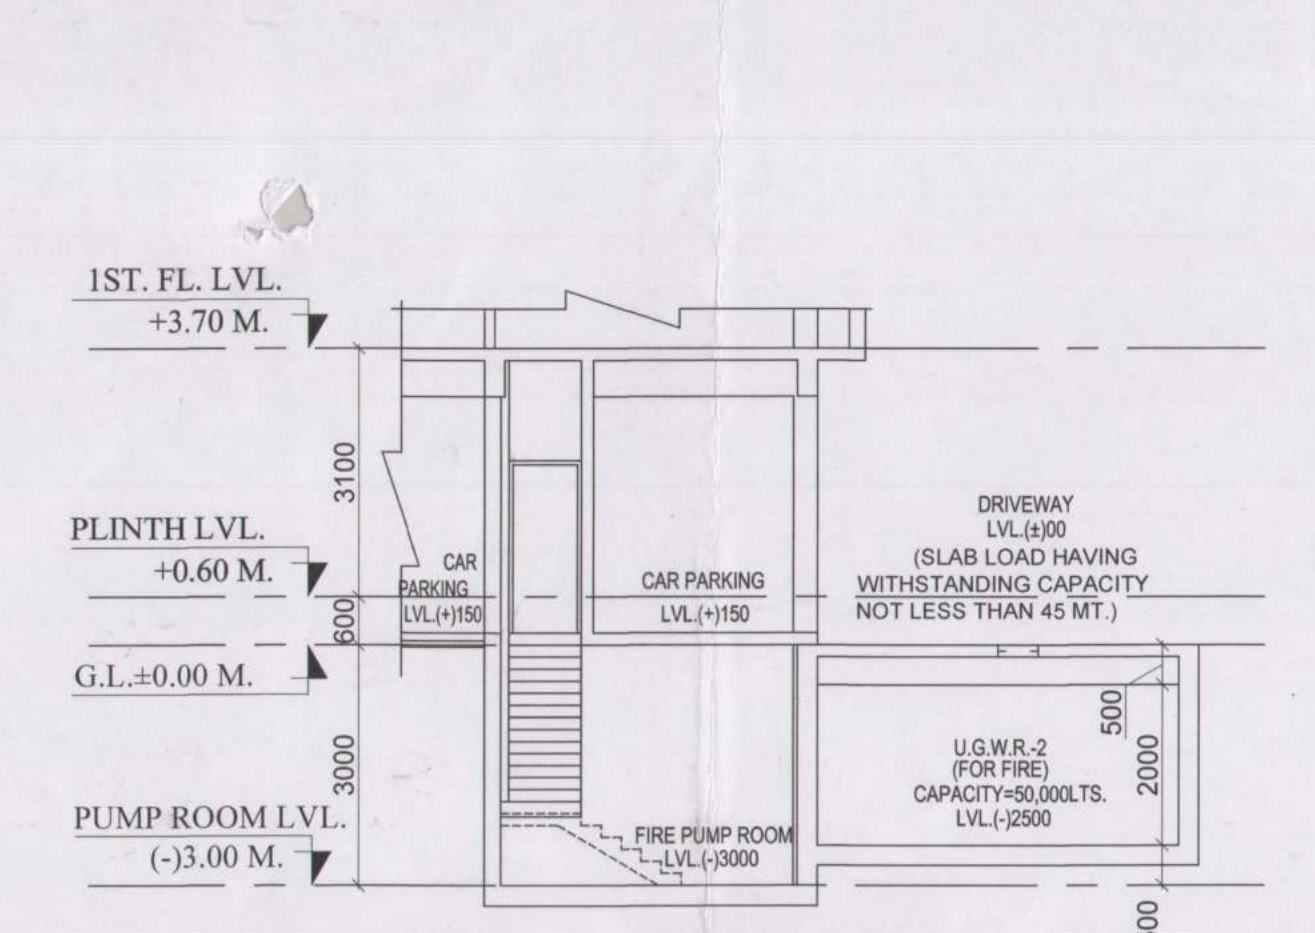 1ST. FL. LVL.
+3.70 M.
3100
PLINTH LVL.
+0.60 M.
600
G.L.±0.00 M.
3000
PUMP ROOM LVL.
(-)3.00 M.
CAR
PARKING
LVL.(+)150
CAR PARKING
LVL.(+)150
DRIVEWAY
LVL.(±)00
(SLAB LOAD HAVING
WITHSTANDING CAPACITY
NOT LESS THAN 45 MT.)
500
2000
U.G.W.R.-2
(FOR FIRE)
CAPACITY=50,000LTS.
LVL.(-)2500
FIRE PUMP ROOM
LVL.(-)3000